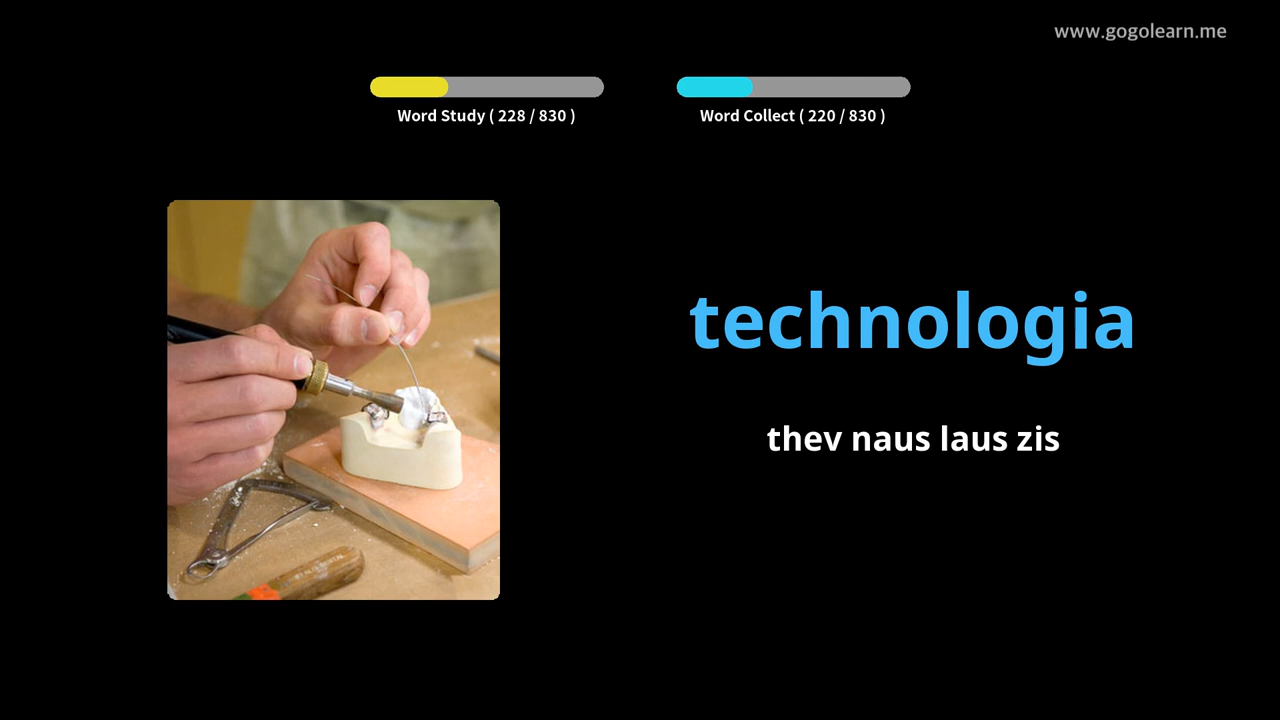 www.gogolearn.me
Word Study ( 228 / 830 )
Word Collect ( 220 / 830 )
technologia
thev naus laus zis